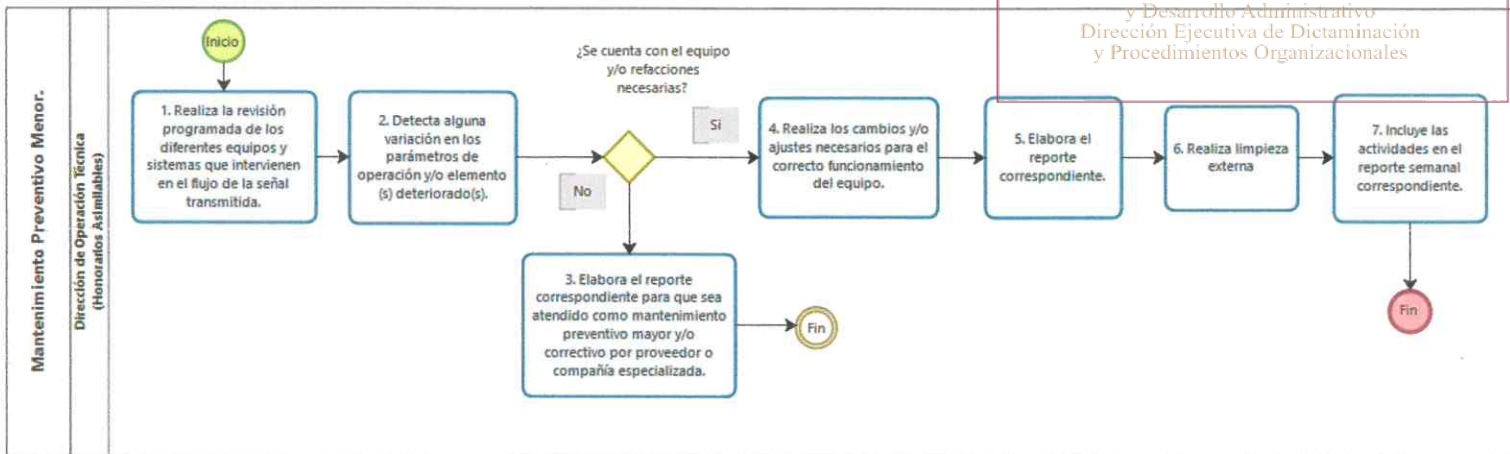 y Desarrollo Administrativo
Dirección Ejecutiva de Dictaminación
y Procedimientos Organizacionales
Mantenimiento Preventivo Menor.
Dirección de Operación Técnica
(Honorarios Asimilables)
Inicio
1. Realiza la revisión
programada de los
diferentes equipos y
sistemas que intervienen
en el flujo de la señal
transmitida.
2. Detecta alguna
variación en los
parámetros de
operación y/o elemento
(s) deteriorado(s).
¿Se cuenta con el equipo
y/o refacciones
necesarias?
Si
No
3. Elabora el reporte
correspondiente para que sea
atendido como mantenimiento
preventivo mayor y/o
correctivo por proveedor o
compañía especializada.
Fin
4. Realiza los cambios y/o
ajustes necesarios para el
correcto funcionamiento
del equipo.
5. Elabora el
reporte
correspondiente.
6. Realiza limpieza
externa
7. Incluye las
actividades en el
reporte semanal
correspondiente.
Fin